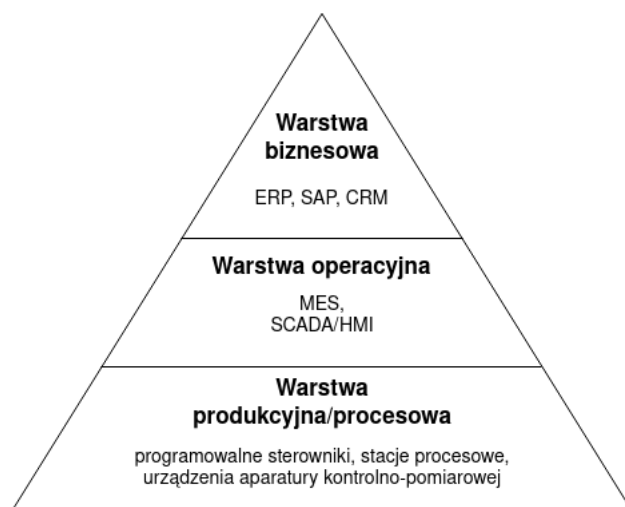 Warstwa
biznesowa
ERP, SAP, CRM
Warstwa operacyjna
MES,
SCADA/HMI
Warstwa
produkcyjna/procesowa
programowalne sterowniki, stacje procesowe,
urządzenia aparatury kontrolno-pomiarowej